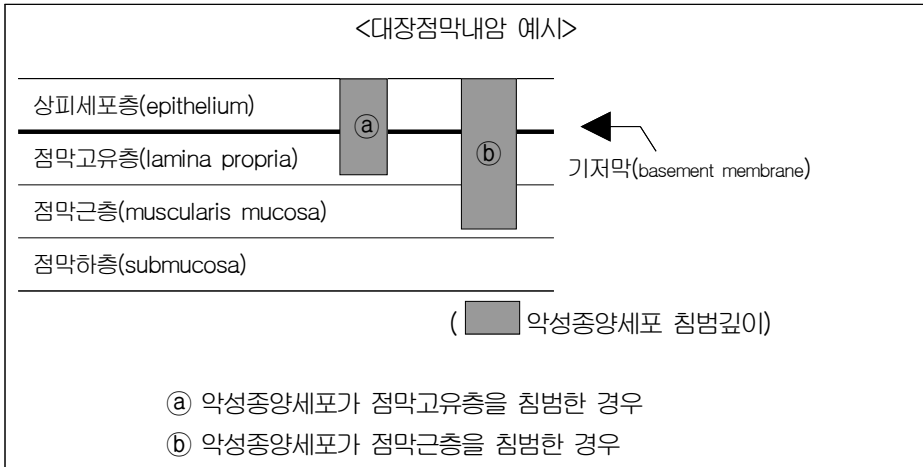 <대장점막내암 예시>
상피세포층(epithelium)
ⓐ
기저막(basement membrane)
점막고유층(lamina propria)
ⓑ
점막근층(muscularis mucosa)
점막하층(submucosa)
( 악성종양세포 침범깊이)
ⓐ 악성종양세포가 점막고유층을 침범한 경우
ⓑ 악성종양세포가 점막근층을 침범한 경우